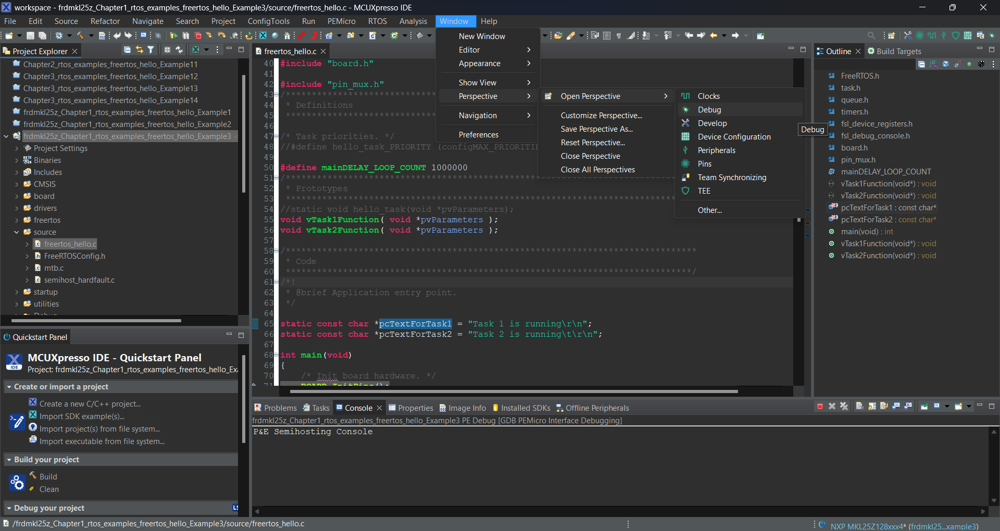 workspace - frdmkl25z_Chapter1_rtos_examples_freertos_hello_Example3/source/freertos_hello.c - MCUXpresso IDE
File Edit Source Refactor Navigate Search Project ConfigTools Run PEMicro RTOS Analysis Window Help
Project Explorer
Chapter2_rtos_examples_freertos_hello_Example11
Chapter3_rtos_examples_freertos_hello_Example12
Chapter3_rtos_examples_freertos_hello_Example13
Chapter3_rtos_examples_freertos_hello_Example14
frdmkl25z_Chapter1_rtos_examples_freertos_hello_Example1
frdmkl25z_Chapter1_rtos_examples_freertos_hello_Example2
frdmkl25z_Chapter1_rtos_examples_freertos_hello_Example3 <
Project Settings
Binaries
Includes
CMSIS
board
drivers
freertos
source
freertos_hello.c
FreeRTOSConfig.h
mtb.c
semihost_hardfault.c
startup
utilities
Debug
Quickstart Panel
IDE
MCUXpresso IDE - Quickstart Panel
Project: frdmkl25z_Chapter1_rtos_examples_freertos_hello_Exa
Create or import a project
Create a new C/C++ project...
Import SDK example(s)...
Import project(s) from file system...
Import executable from file system...
Build your project
Build
Clean
Debug your project
LS
freertos_hello.c
40 #include "board.h"
41
42 #include "pin_mux.h"
43 /******************************
44 * Definitions
45 ******************************
46
47 /* Task priorities. */
48 //#define hello_task_PRIORITY (configMAX_PRIORITIE
49
50 #define mainDELAY_LOOP_COUNT 1000000
51 /*******************************************************************************
52 * Prototypes
53 ***************************************************************************
54 //static void hello_task(void *pvParameters);
55 void vTask1Function( void *pvParameters );
56 void vTask2Function( void *pvParameters );
57
58 /*******************************************************************************
59 * Code
60 ******************************************************************************/
61 /*!
62 * @brief Application entry point.
63 */
64
65 static const char *pcTextForTask1 = "Task 1 is running\r\n";
66 static const char *pcTextForTask2 = "Task 2 is running\t\r\n";
67
68 int main(void)
69 {
70 /* Init board hardware. */
71 BOARD_InitPins();
New Window
Editor
Appearance
Show View
Perspective
Navigation
Preferences
Open Perspective
Customize Perspective...
Save Perspective As...
Reset Perspective...
Close Perspective
Close All Perspectives
Clocks
Debug
Develop
Device Configuration
Peripherals
Pins
Team Synchronizing
TEE
Other...
Debug
Outline
Build Targets
FreeRTOS.h
task.h
queue.h
timers.h
fsl_device_registers.h
fsl_debug_console.h
board.h
pin_mux.h
mainDELAY_LOOP_COUNT
vTask1Function(void*) : void
vTask2Function(void*) : void
pcTextForTask1 : const char*
pcTextForTask2 : const char*
main(void) : int
vTask1Function(void*) : void
vTask2Function(void*) : void
Problems Tasks Console Properties Image Info Installed SDKs Offline Peripherals
frdmkl25z_Chapter1_rtos_examples_freertos_hello_Example3 PE Debug [GDB PEMicro Interface Debugging]
P&E Semihosting Console
/frdmkl25z_Chapter1_rtos_examples_freertos_hello_Example3/source/freertos_hello.c
NXP MKL25Z128xxx4* (frdmkl25...xample3)